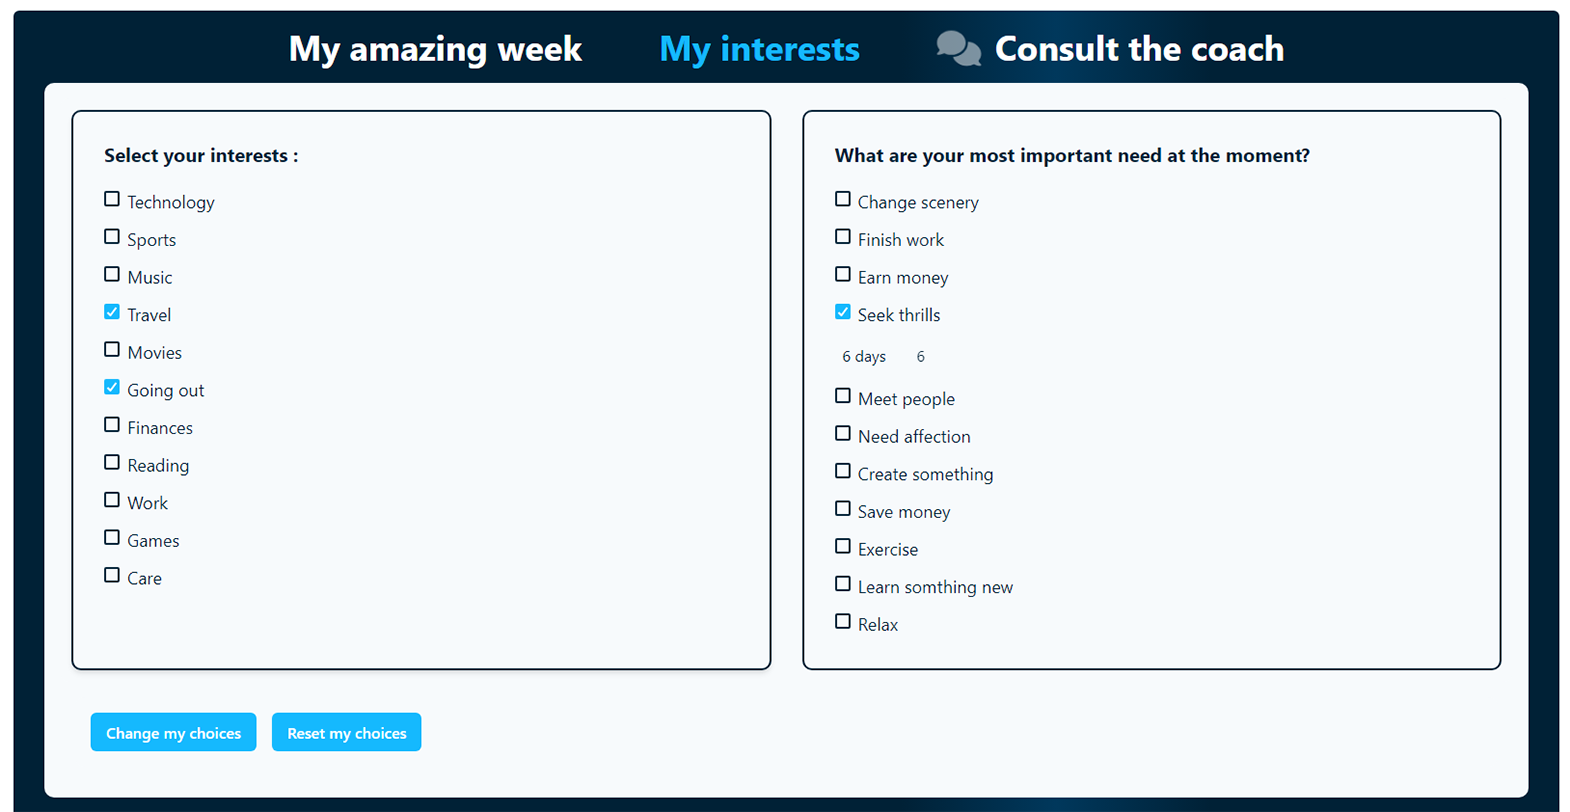 My amazing week My interests Consult the coach
Select your interests :
Technology
Sports
Music
Travel
Movies
Going out
Finances
Reading
Work
Games
Care
What are your most important need at the moment?
Change scenery
Finish work
Earn money
Seek thrills
6 days 6
Meet people
Need affection
Create something
Save money
Exercise
Learn somthing new
Relax
Change my choices Reset my choices